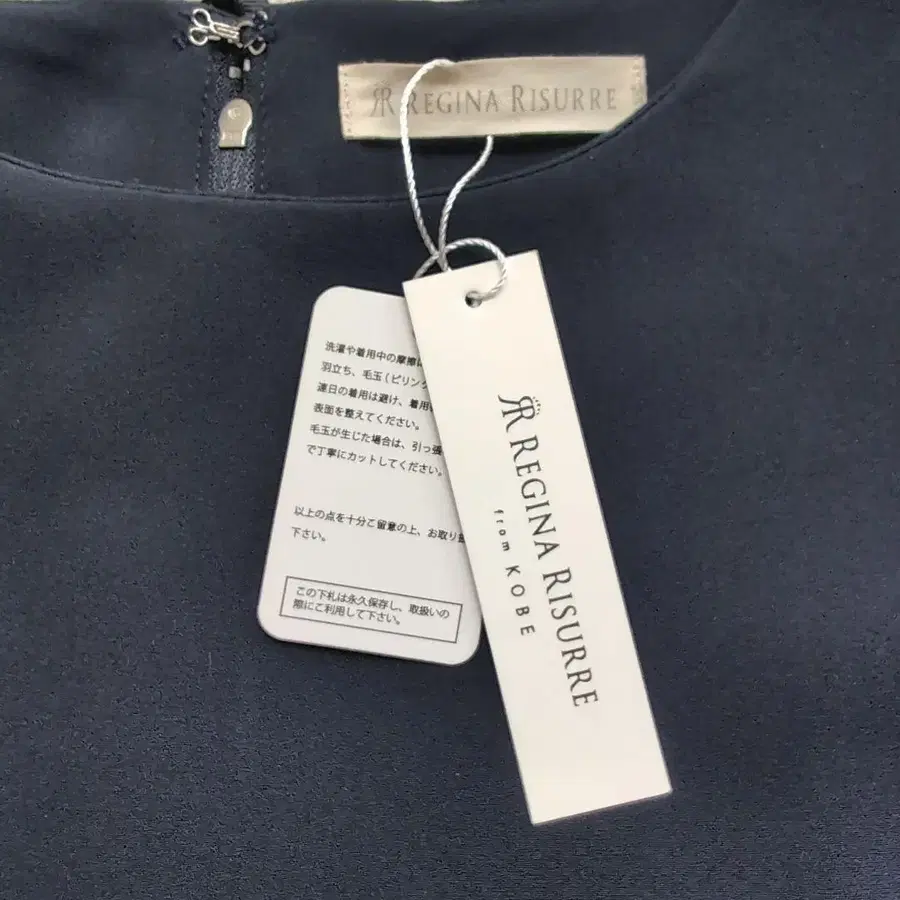 REGINA RISURRE
洗濯や着用中の摩擦
羽立ち、毛玉(ピリング
連日の着用は避け、着用
表面を整えてください。
毛玉が生じた場合は、引っ張
で丁寧にカットしてください。
以上の点を十分ご留意の上、お取り扱
下さい。
この下札は永久保存し、取扱いの
際にご利用して下さい。
REGINA RISURRE
from KOBE